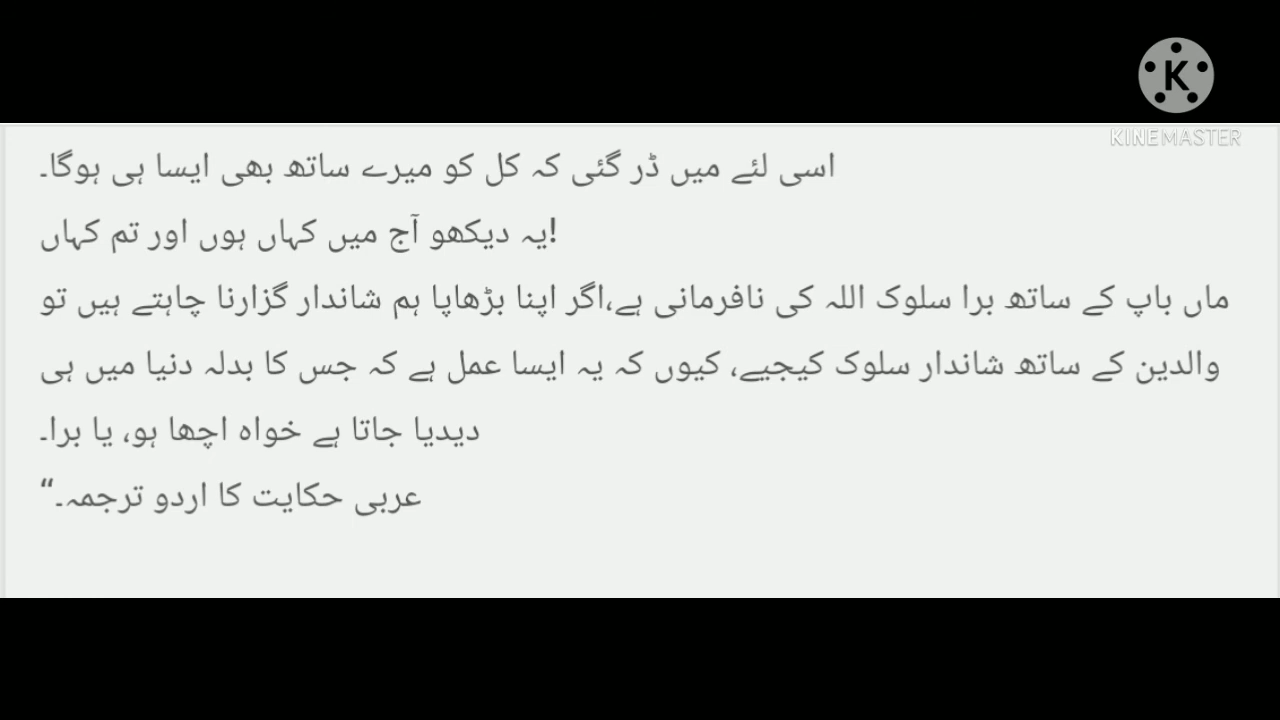 K
KINEMASTER
اسی لئے میں ڈر گئی کہ کل کو میرے ساتھ بھی ایسا ہی ہوگا۔
!یہ دیکھو آج میں کہاں ہوں اور تم کہاں
ماں باپ کے ساتھ برا سلوک اللہ کی نافرمانی ہے،اگر اپنا بڑھاپا ہم شاندار گزارنا چاہتے ہیں تو
والدین کے ساتھ شاندار سلوک کیجیے، کیوں کہ یہ ایسا عمل ہے کہ جس کا بدلہ دنیا میں ہی
دیدیا جاتا ہے خواہ اچھا ہو، یا برا۔
عربی حکایت کا اردو ترجمہ۔“